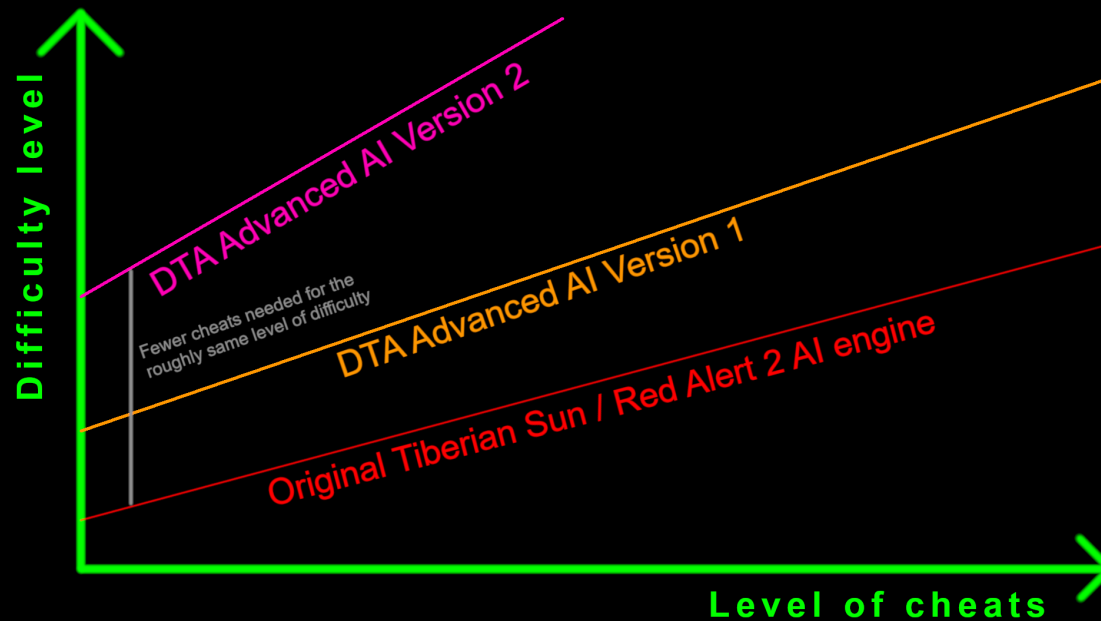 Difficulty level
DTA Advanced AI Version 2
Fewer cheats needed for the
roughly same level of difficulty
DTA Advanced AI Version 1
Original Tiberian Sun / Red Alert 2 AI engine
Level of cheats